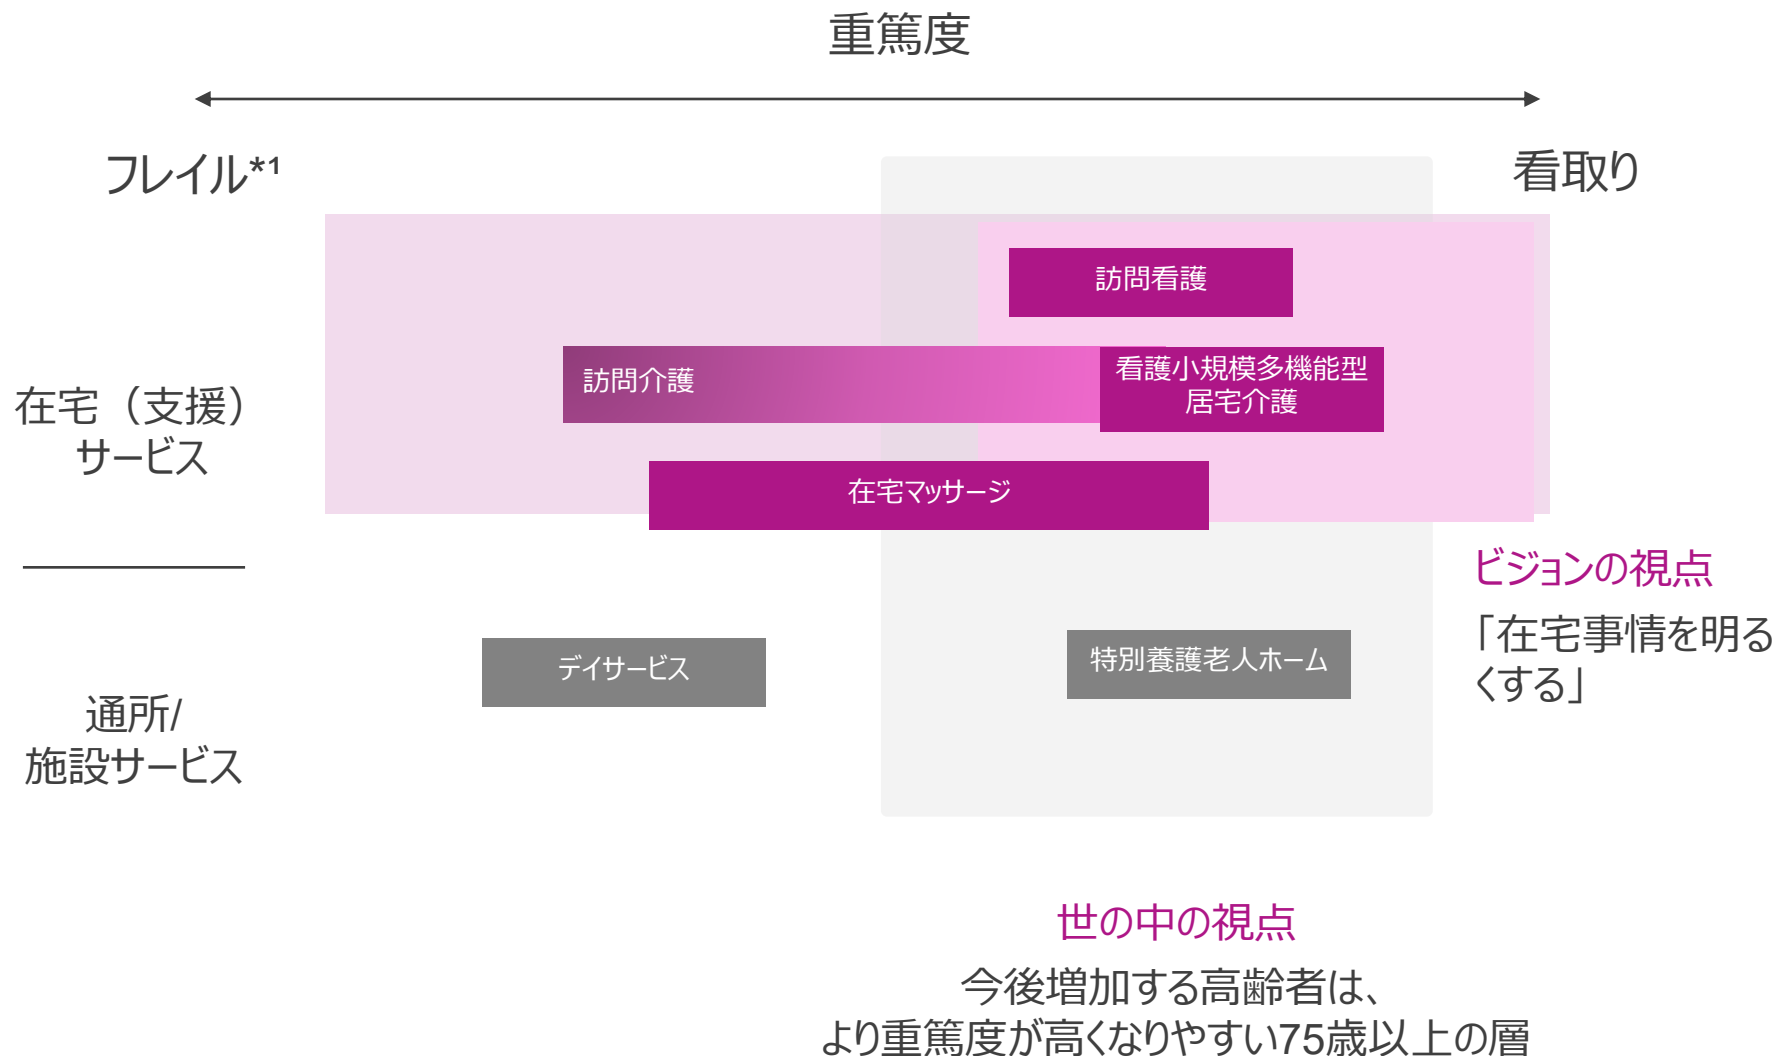 重篤度
フレイル*¹
看取り
訪問看護
訪問介護
看護小規模多機能型
居宅介護
在宅（支援）
サービス
在宅マッサージ
ビジョンの視点
「在宅事情を明る
くする」
デイサービス
特別養護老人ホーム
通所/
施設サービス
世の中の視点
今後増加する高齢者は、
より重篤度が高くなりやすい75歳以上の層